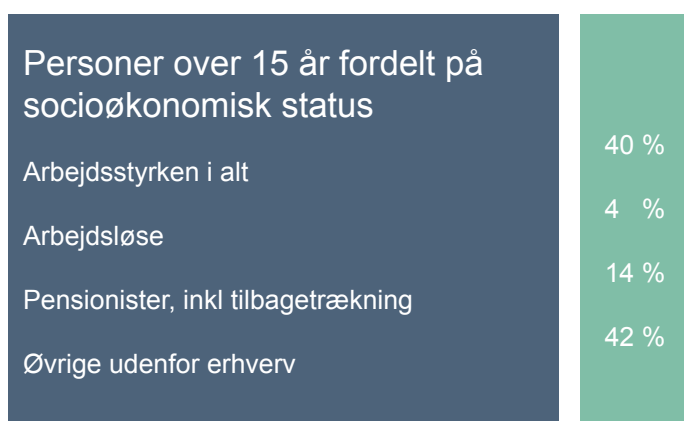 Personer over 15 år fordelt på
socioøkonomisk status
Arbejdsstyrken i alt
40 %
Arbejdsløse
4 %
Pensionister, inkl tilbagetrækning
14 %
Øvrige udenfor erhverv
42 %